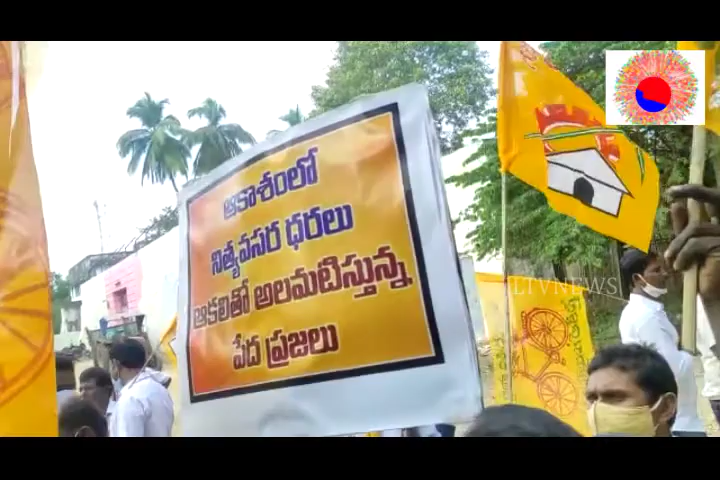 ఆకాశంలో
నిత్యవసర ధరలు
ఆకలితో అలమటిస్తున్న
పేద ప్రజలు
LTVNEWS